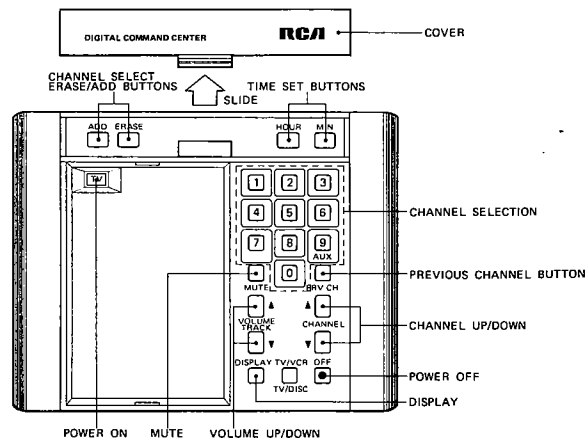 DIGITAL COMMAND CENTER
RCA
COVER
CHANNEL SELECT
ERASE/ADD BUTTONS
SLIDE
TIME SET BUTTONS
ADD ERASE
HOUR MIN
TV
1 2 3
4 5 6
7 8 9
AUX
0
CHANNEL SELECTION
MUTE
PRV CH
PREVIOUS CHANNEL BUTTON
VOLUME
TRACK
CHANNEL
CHANNEL UP/DOWN
DISPLAY TV/VCR OFF
TV/DISC
POWER OFF
DISPLAY
POWER ON MUTE VOLUME UP/DOWN